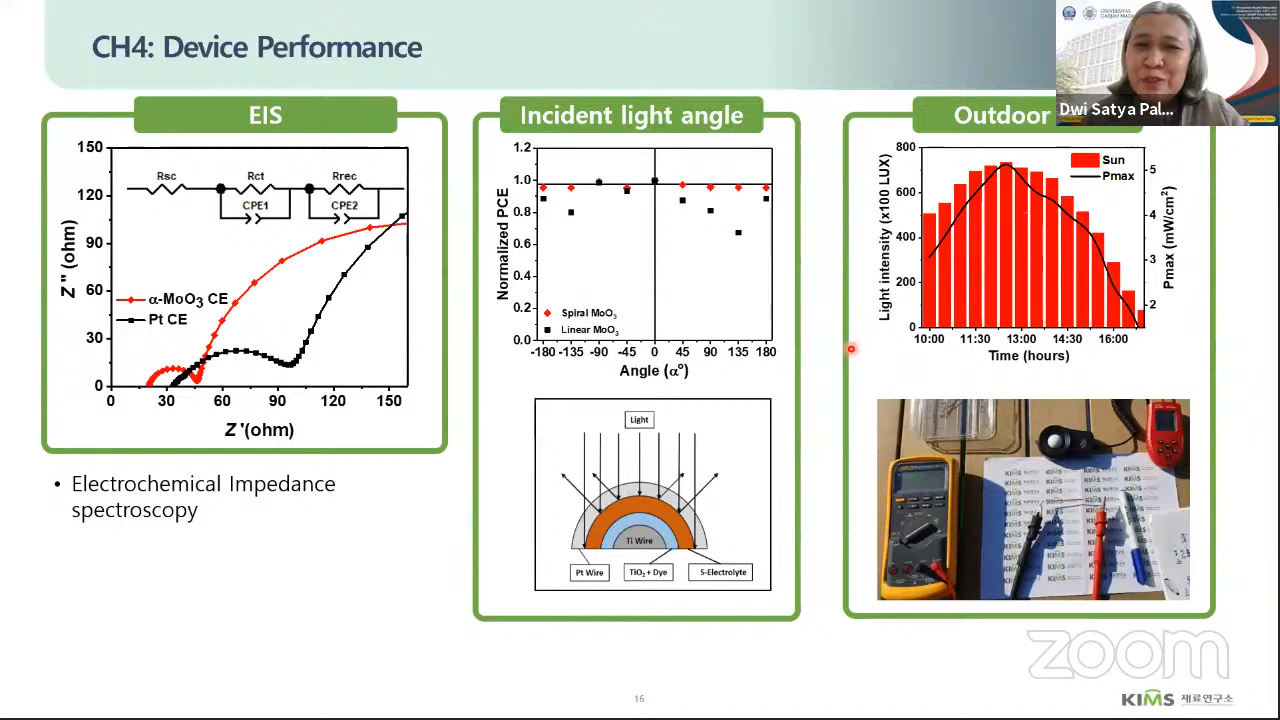 CH4: Device Performance
UNIVERSITAS
GADJAH MADA
Dwi Satya Pal...
EIS
150
120
90
60
30
0
Z '' (ohm)
Rsc
Rct
Rrec
CPE1
CPE2
α-MoO3 CE
Pt CE
0 30 60 90 120 150
Z '(ohm)
• Electrochemical Impedance
spectroscopy
Incident light angle
1.2
1.0
0.8
0.6
0.4
0.2
0.0
Normalized PCE
Spiral MoO3
Linear MoO3
-180 -135 -90 -45 0 45 90 135 180
Angle (α°)
Light
Ti Wire
Pt Wire
TiO2 + Dye
S-Electrolyte
Outdoor
800
600
400
200
0
Light intensity (x100 LUX)
Sun
Pmax
5
4
3
2
Pmax (mW/cm2)
10:00 11:30 13:00 14:30 16:00
Time (hours)
KIMS
zoom
16
KIMS 재료연구소